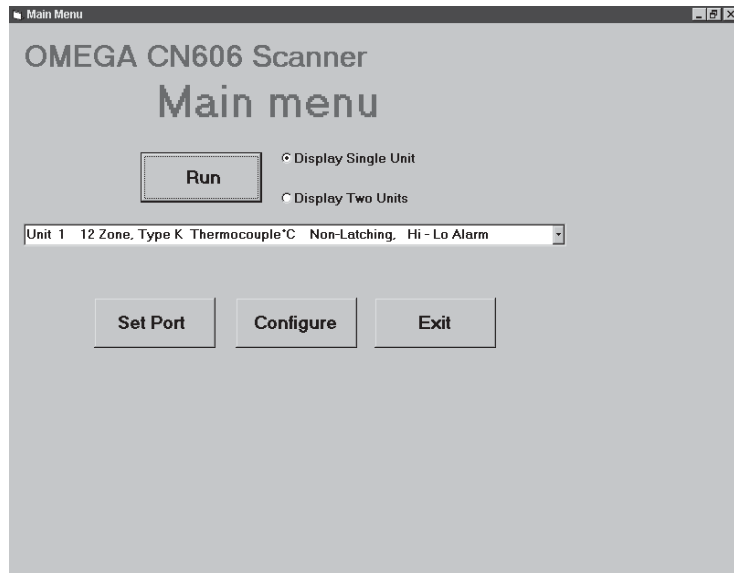 Main Menu
OMEGA CN606 Scanner
Main menu
Run
Display Single Unit
Display Two Units
Unit 1 12 Zone, Type K Thermocouple°C Non-Latching, Hi - Lo Alarm
Set Port
Configure
Exit